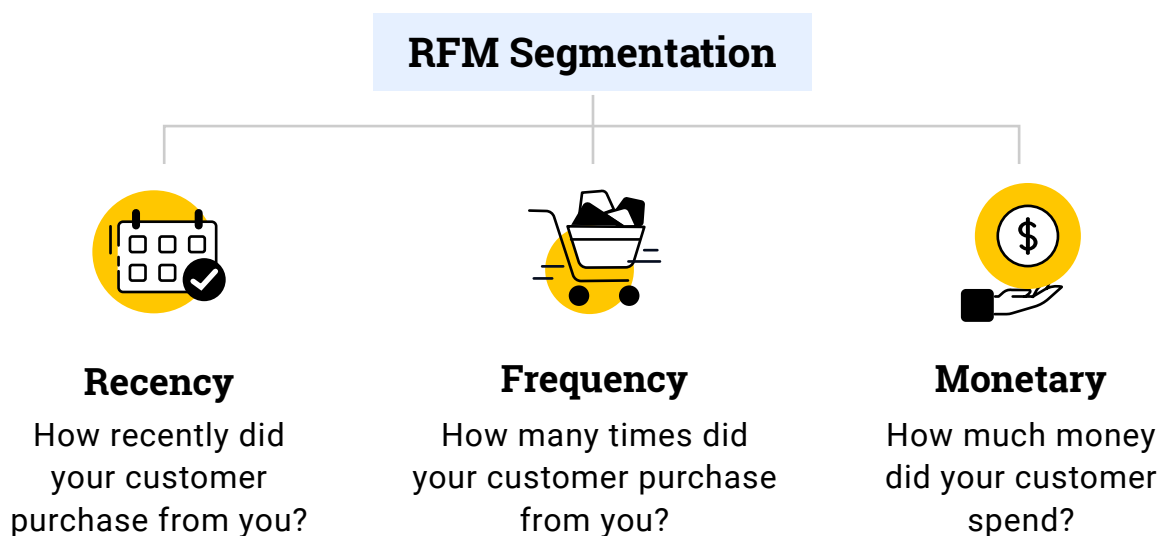 RFM Segmentation
$
Recency
How recently did
your customer
purchase from you?
Frequency
How many times did
your customer purchase
from you?
Monetary
How much money
did your customer
spend?